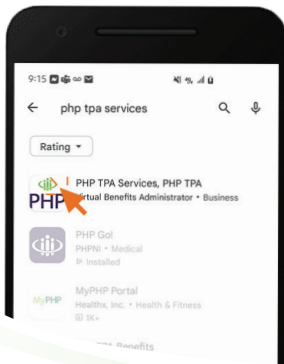 9:15
php tpa services
Rating
PHP TPA Services, PHP TPA
PHP
Virtual Benefits Administrator • Business
PHP Go!
PHPNI • Medical
Installed
MyPHP
MyPHP Portal
Healthx, Inc. • Health & Fitness
1K+
Benefits